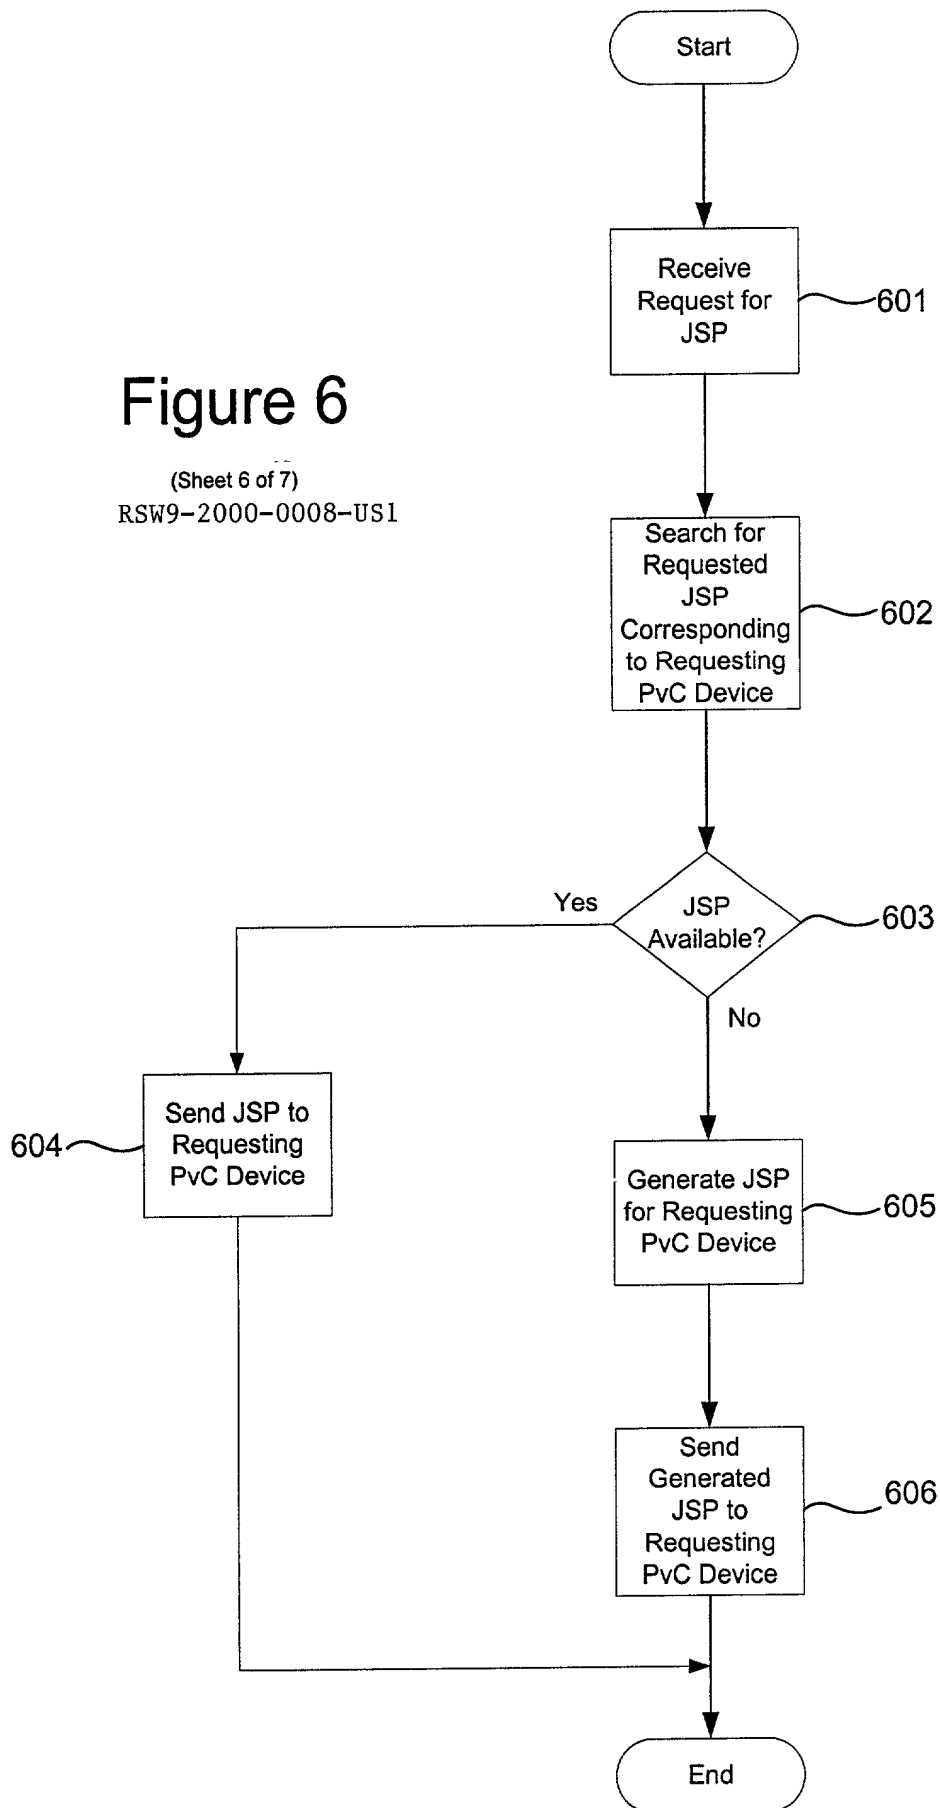 Start
Receive
Request for
JSP
601
Figure 6
(Sheet 6 of 7)
RSW9-2000-0008-US1
Search for
Requested
JSP
Corresponding
to Requesting
PvC Device
602
Yes
JSP
Available?
603
No
604
Send JSP to
Requesting
PvC Device
Generate JSP
for Requesting
PvC Device
605
Send
Generated
JSP to
Requesting
PvC Device
606
End